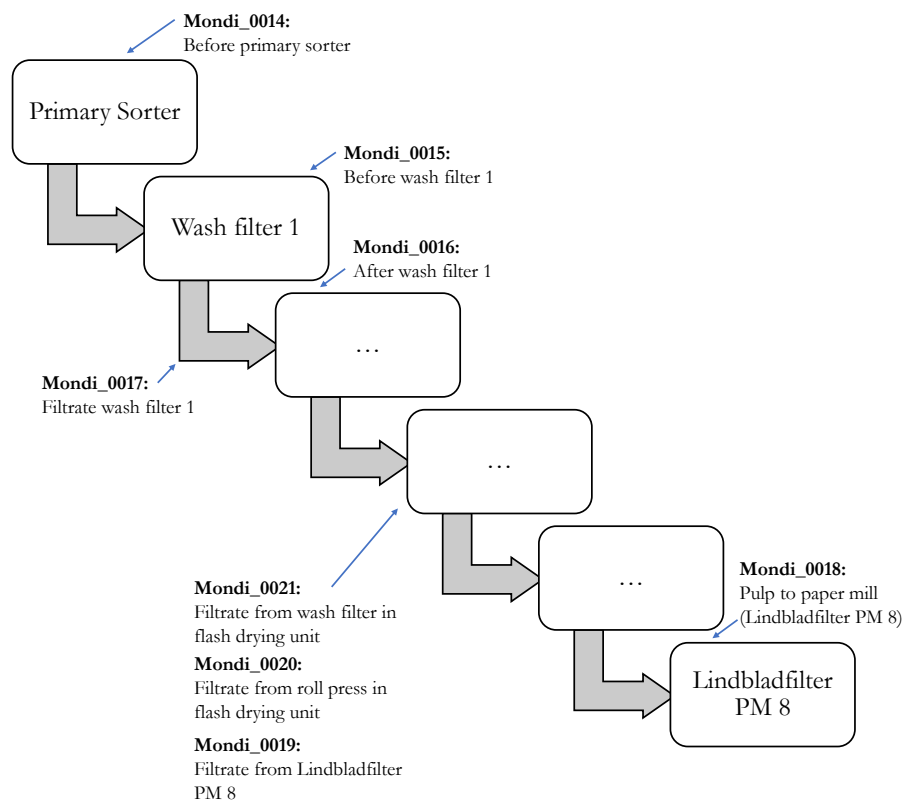 Mondi_0014:
Before primary sorter
Primary Sorter
Mondi_0015:
Before wash filter 1
Wash filter 1
Mondi_0016:
After wash filter 1
…
Mondi_0017:
Filtrate wash filter 1
…
…
Mondi_0021:
Filtrate from wash filter in
flash drying unit
Mondi_0020:
Filtrate from roll press in
flash drying unit
Mondi_0019:
Filtrate from Lindbladfilter
PM 8
Mondi_0018:
Pulp to paper mill
(Lindbladfilter PM 8)
Lindbladfilter
PM 8